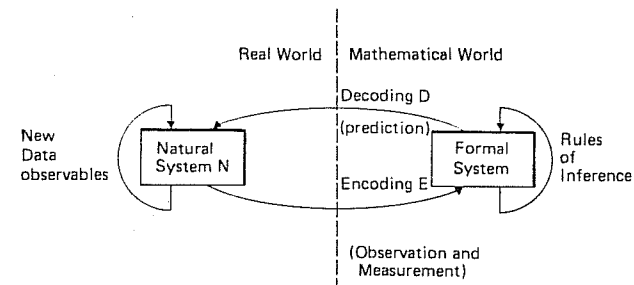 Real World
Mathematical World
Decoding D
(prediction)
New
Data
observables
Natural
System N
Formal
System
Rules
of
Inference
Encoding E
(Observation and
Measurement)